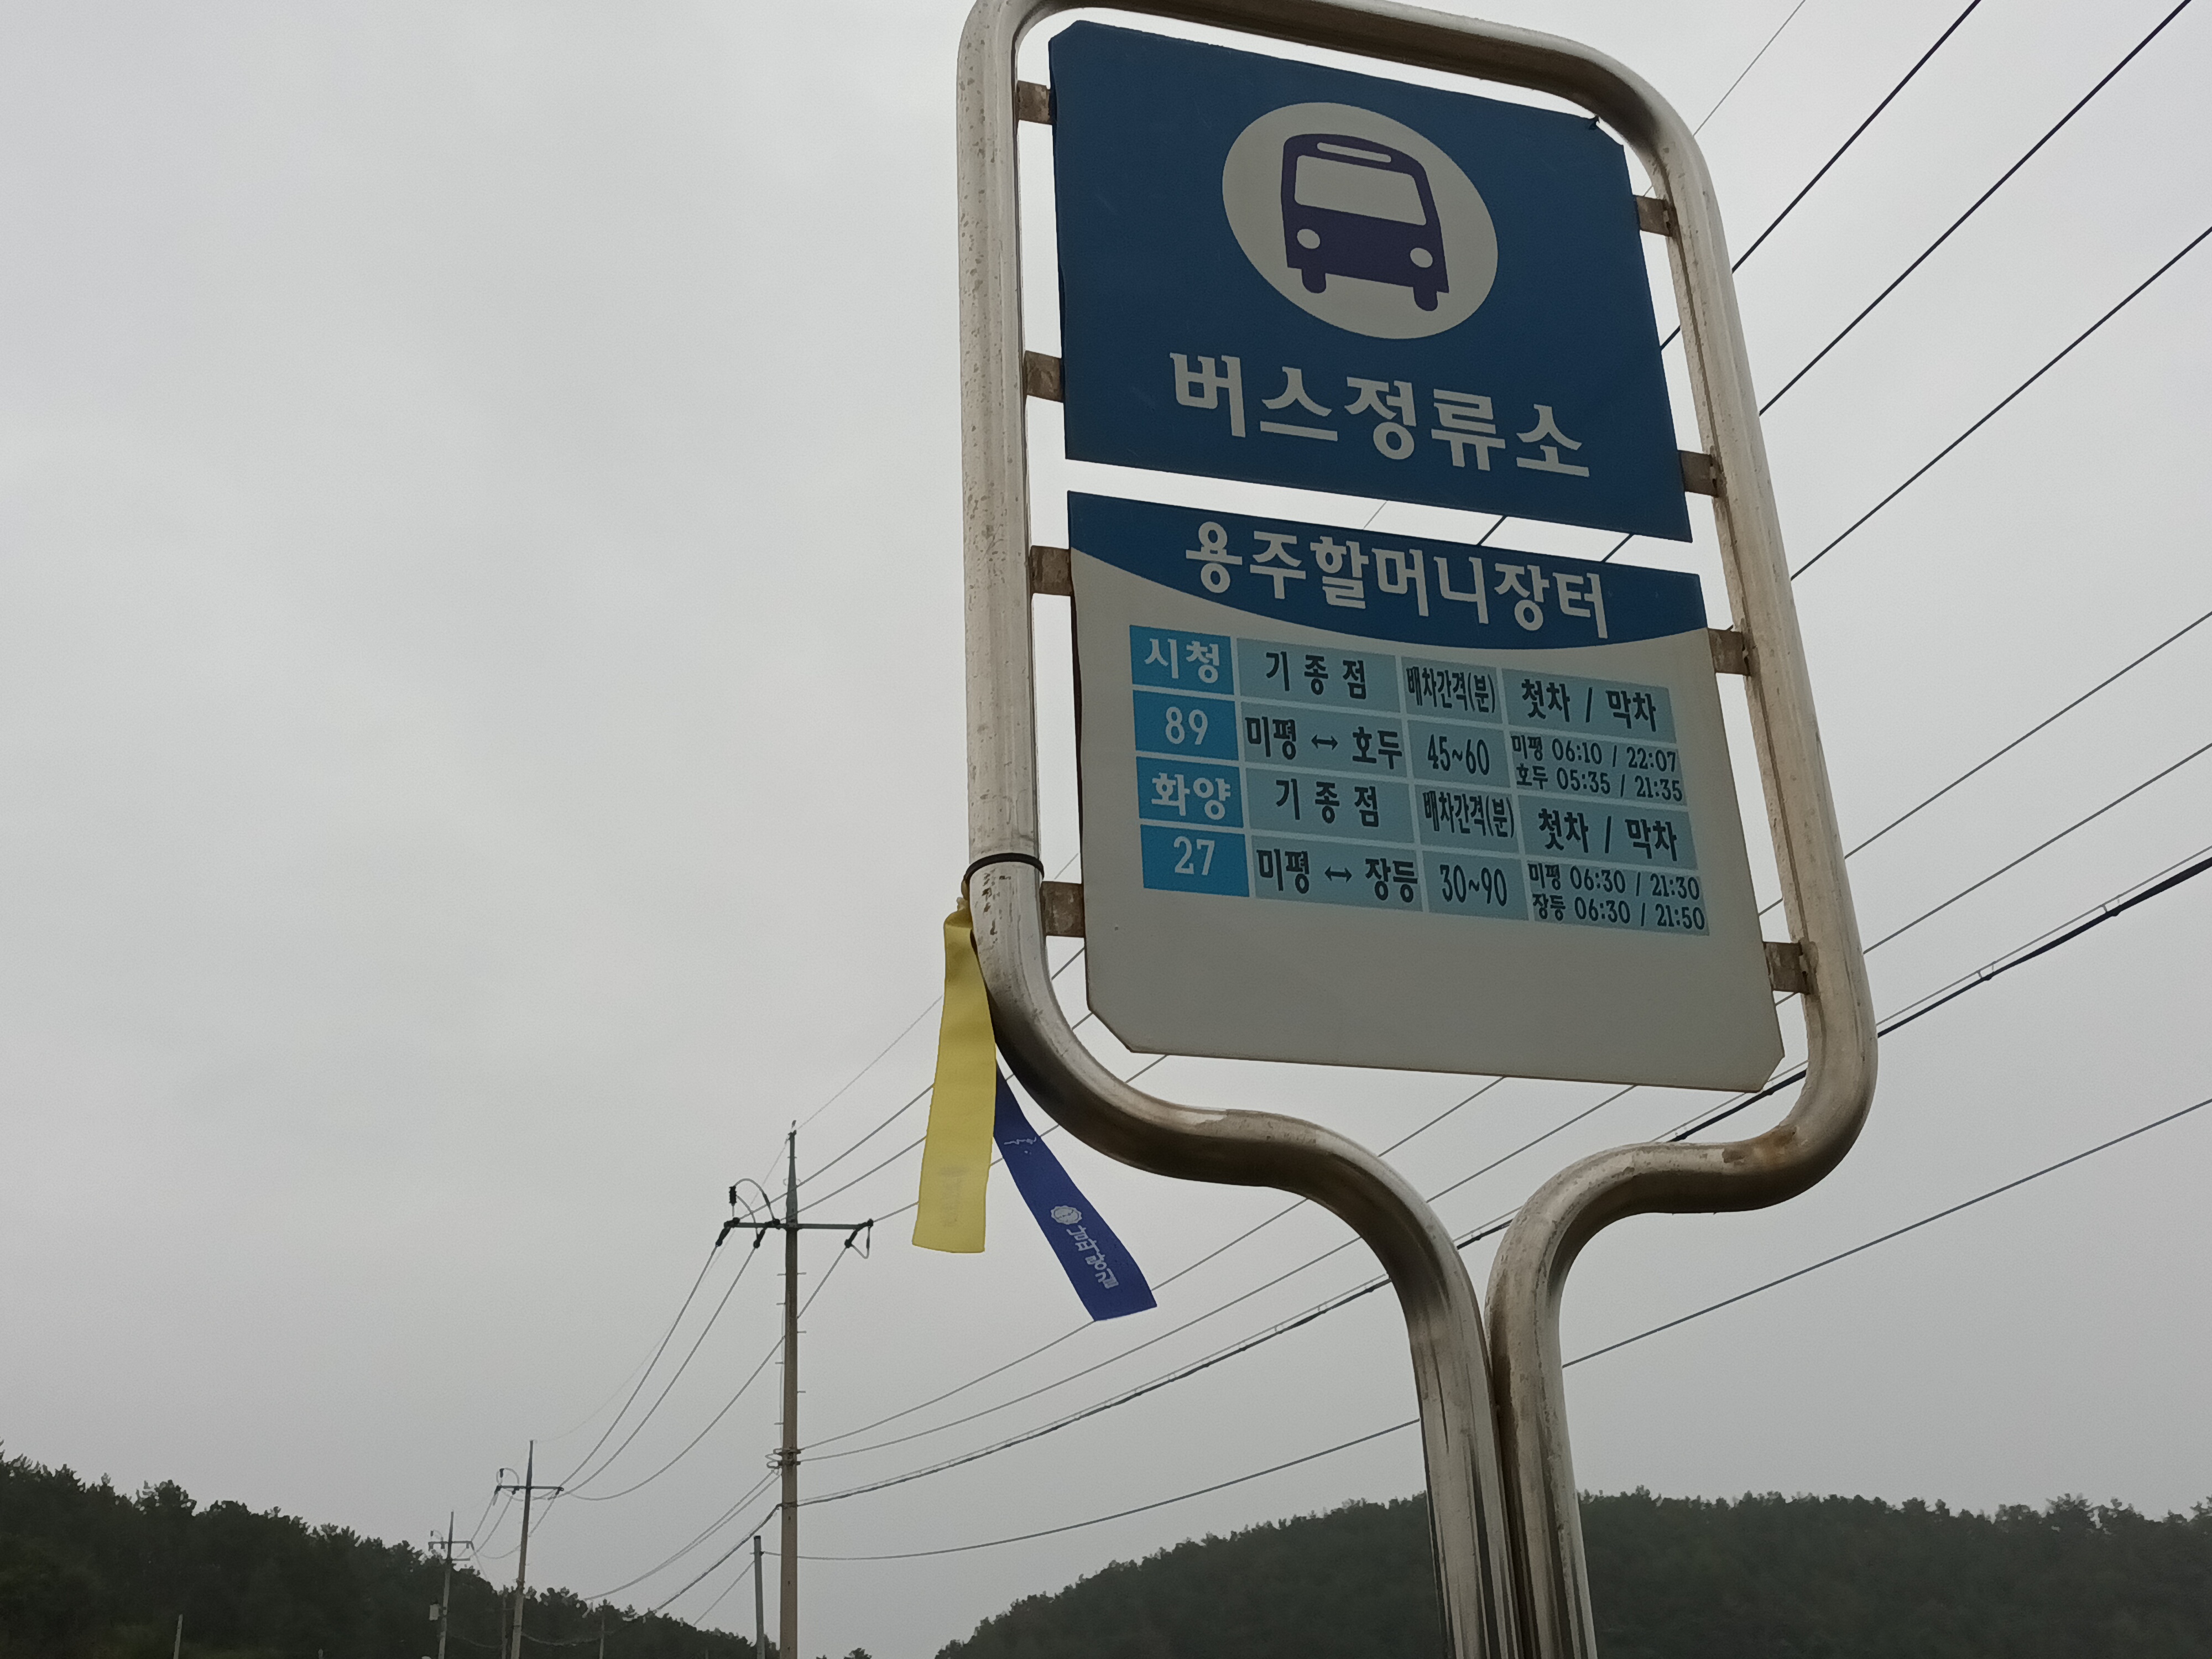 버스정류소
용주할머니장터
시청 기종점 배차간격(분) 첫차 / 막차
89 미평 ↔ 호두 45~60 미평 06:10 / 22:07
호두 05:35 / 21:35
화양 기종점 배차간격(분) 첫차 / 막차
27 미평 ↔ 장등 30~90 미평 06:30 / 21:30
장등 06:30 / 21:50
남파랑길